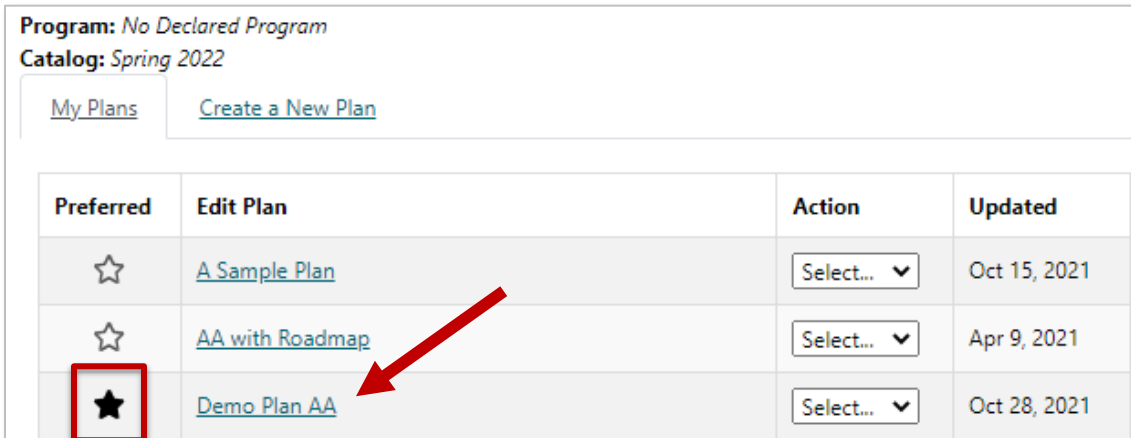 Program: No Declared Program
Catalog: Spring 2022
My Plans Create a New Plan
Preferred Edit Plan Action Updated
A Sample Plan Select... Oct 15, 2021
AA with Roadmap Select... Apr 9, 2021
Demo Plan AA Select... Oct 28, 2021